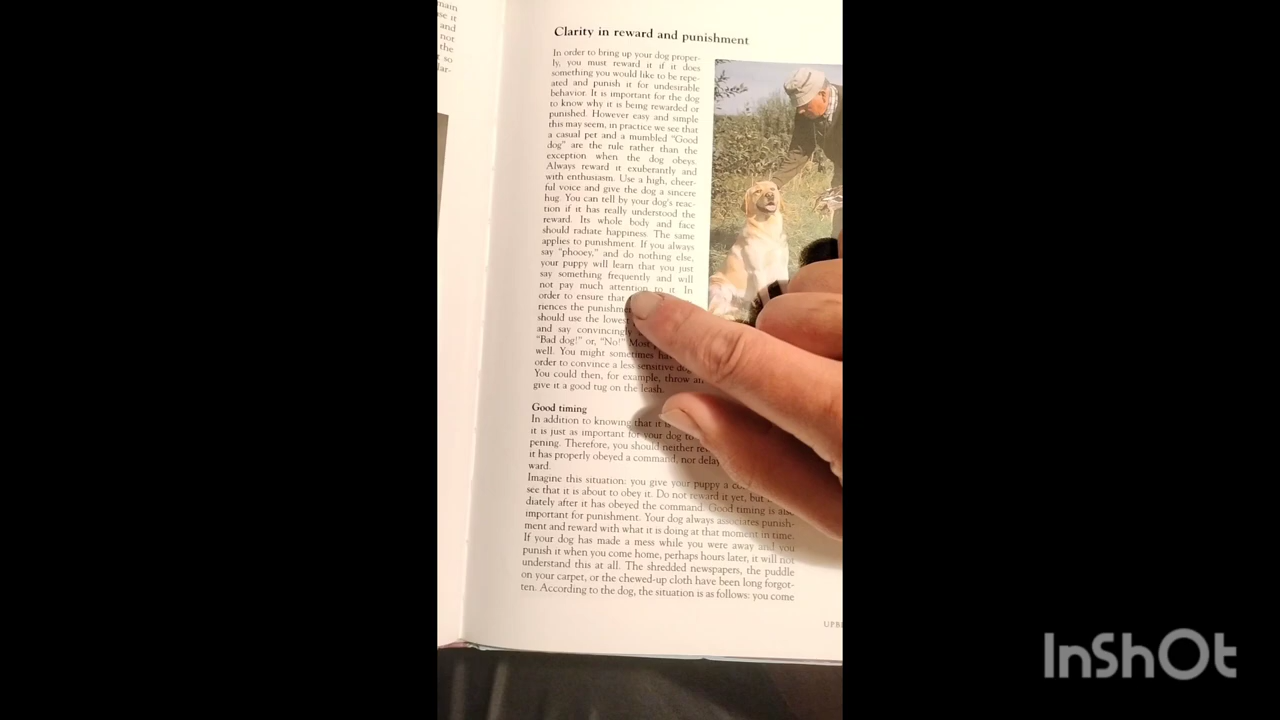 main
se it
and
not
the
so
lar-
Clarity in reward and punishment
In order to bring up your dog proper-
ly, you must reward it if it does
something you would like to be repe-
ated and punish it for undesirable
behavior. It is important for the dog
to know why it is being rewarded or
punished. However easy and simple
this may seem, in practice we see that
a casual pet and a mumbled "Good
dog" are the rule rather than the
exception when the dog obeys.
Always reward it exuberantly and
with enthusiasm. Use a high, cheer-
ful voice and give the dog a sincere
hug. You can tell by your dog's reac-
tion if it has really understood the
reward. Its whole body and face
should radiate happiness. The same
applies to punishment. If you always
say "phooey," and do nothing else,
your puppy will learn that you just
say something frequently and will
not pay much attention to it. In
order to ensure that
riences the
should use the lowest
and say convincingly
"Bad dog!" or, "No!" Most
well. You might sometimes
order to convince a less sensitive
You could then, for example, throw
give it a good tug on the leash.
Good timing
In addition to knowing that it
it is just as important for your dog to
pening. Therefore, you should neither
it has properly obeyed a command, nor delay
ward.
Imagine this situation: you give your puppy a
see that it is about to obey it. Do not reward it yet, but
diately after it has obeyed the command. Good timing is also
important for punishment. Your dog always associates punish-
ment and reward with what it is doing at that moment in time.
If your dog has made a mess while you were away and you
punish it when you come home, perhaps hours later, it will not
understand this at all. The shredded newspapers, the puddle
on your carpet, or the chewed-up cloth have been long forgot-
ten. According to the dog, the situation is as follows: you come
UPB
InShOt